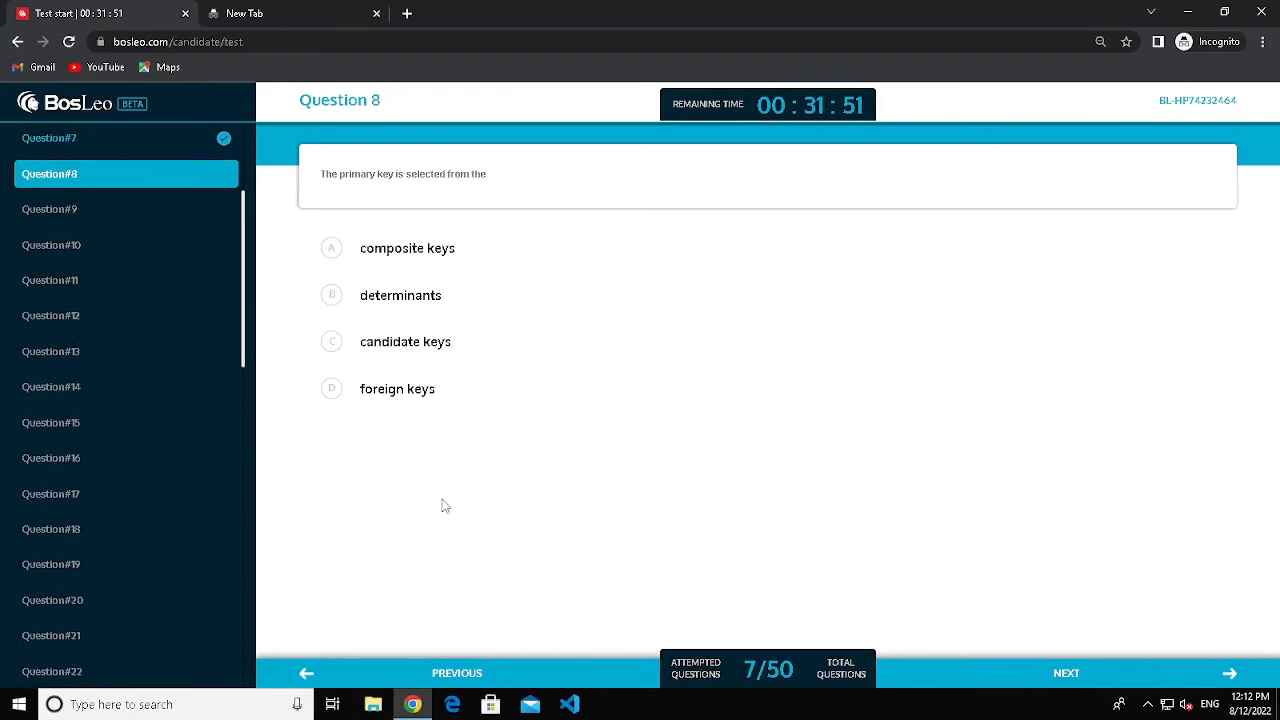 Test start | 00 : 31 : 51
New Tab
bosleo.com/candidate/test
Incognito
Gmail
YouTube
Maps
BosLeo BETA
Question 8
REMAINING TIME 00 : 31 : 51
BL-HP74232464
Question#7
Question#8
Question#9
Question#10
Question#11
Question#12
Question#13
Question#14
Question#15
Question#16
Question#17
Question#18
Question#19
Question#20
Question#21
Question#22
The primary key is selected from the
A composite keys
B determinants
C candidate keys
D foreign keys
PREVIOUS
ATTEMPTED QUESTIONS
7/50
TOTAL QUESTIONS
NEXT
Type here to search
ENG
12:12 PM
8/12/2022